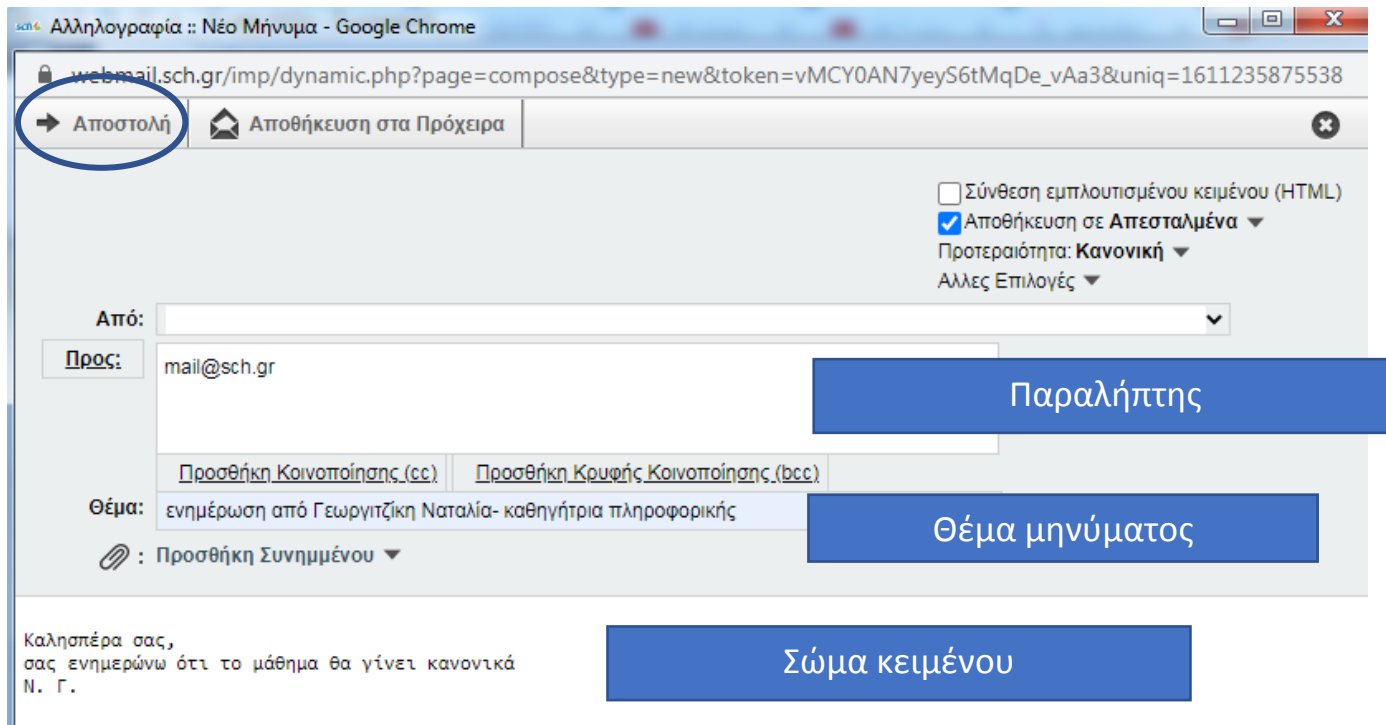 sch Αλληλογραφία :: Νέο Μήνυμα - Google Chrome
webmail.sch.gr/imp/dynamic.php?page=compose&type=new&token=vMCY0AN7yeyS6tMqDe_vAa3&uniq=1611235875538
Αποστολή Αποθήκευση στα Πρόχειρα
Σύνθεση εμπλουτισμένου κειμένου (HTML)
Αποθήκευση σε Απεσταλμένα
Προτεραιότητα: Κανονική
Αλλες Επιλογές
Από:
Προς: mail@sch.gr
Παραλήπτης
Προσθήκη Κοινοποίησης (cc) Προσθήκη Κρυφής Κοινοποίησης (bcc)
Θέμα: ενημέρωση από Γεωργιτζίκη Ναταλία- καθηγήτρια πληροφορικής
Θέμα μηνύματος
: Προσθήκη Συνημμένου
Καλησπέρα σας,
σας ενημερώνω ότι το μάθημα θα γίνει κανονικά
Ν. Γ.
Σώμα κειμένου